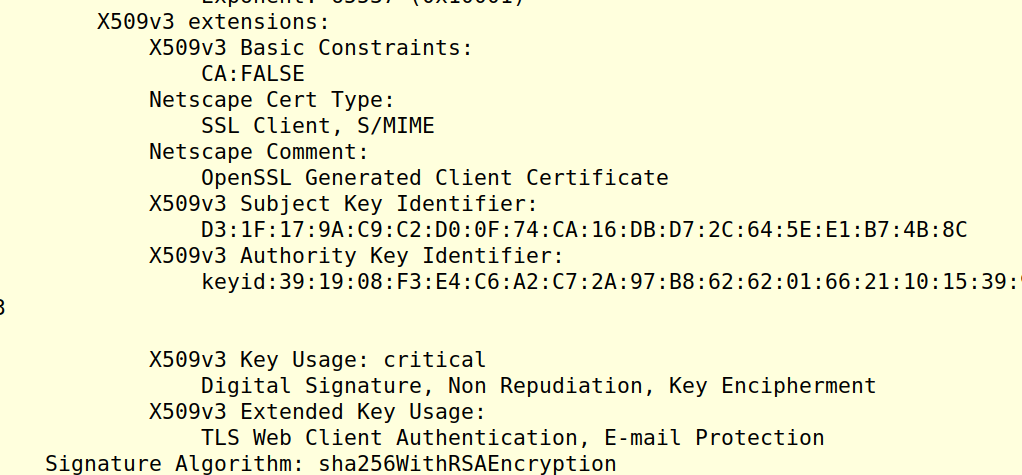 Exponent: 65537 (0x10001)
X509v3 extensions:
X509v3 Basic Constraints:
CA:FALSE
Netscape Cert Type:
SSL Client, S/MIME
Netscape Comment:
OpenSSL Generated Client Certificate
X509v3 Subject Key Identifier:
D3:1F:17:9A:C9:C2:D0:0F:74:CA:16:DB:D7:2C:64:5E:E1:B7:4B:8C
X509v3 Authority Key Identifier:
keyid:39:19:08:F3:E4:C6:A2:C7:2A:97:B8:62:62:01:66:21:10:15:39:
X509v3 Key Usage: critical
Digital Signature, Non Repudiation, Key Encipherment
X509v3 Extended Key Usage:
TLS Web Client Authentication, E-mail Protection
Signature Algorithm: sha256WithRSAEncryption